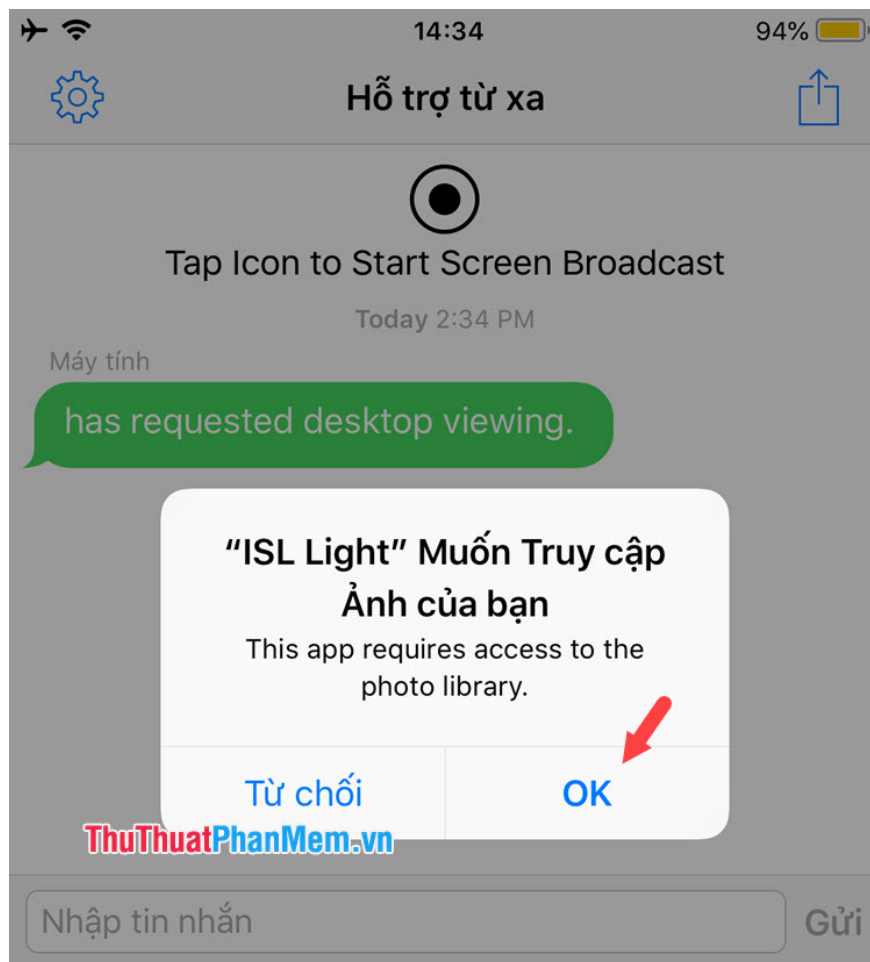 14:34
94%
Hỗ trợ từ xa
Tap Icon to Start Screen Broadcast
Today 2:34 PM
Máy tính
has requested desktop viewing.
“ISL Light” Muốn Truy cập
Ảnh của bạn
This app requires access to the
photo library.
Từ chối
OK
ThuThuatPhanMem.vn
Nhập tin nhắn
Gửi